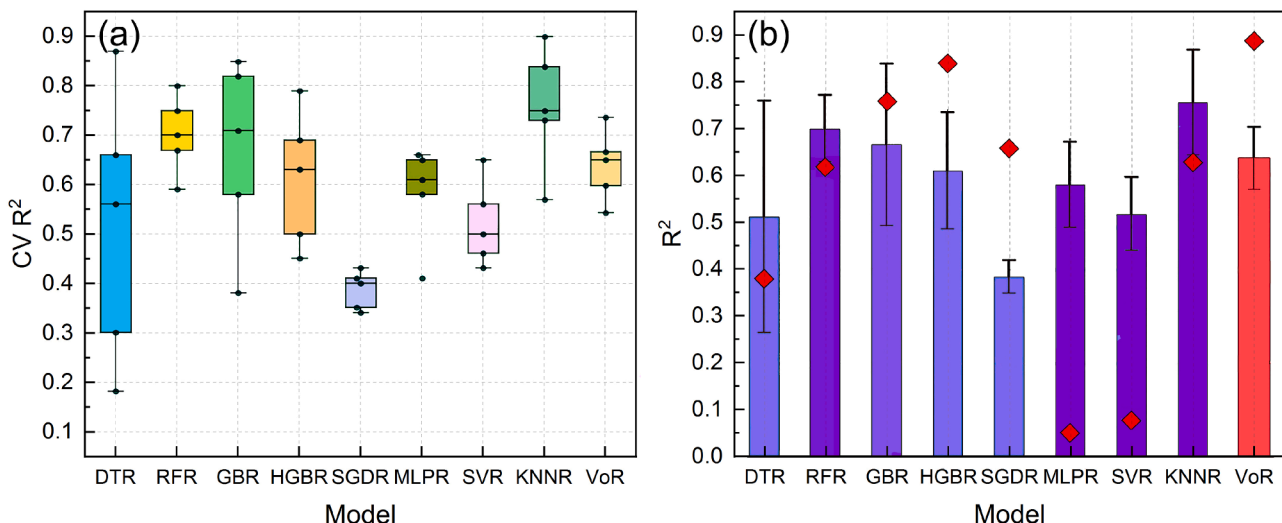 (a)
CV R²
0.9
0.8
0.7
0.6
0.5
0.4
0.3
0.2
0.1
DTR RFR GBR HGBR SGDR MLPR SVR KNNR VoR
Model
(b)
R²
0.9
0.8
0.7
0.6
0.5
0.4
0.3
0.2
0.1
0.0
DTR RFR GBR HGBR SGDR MLPR SVR KNNR VoR
Model